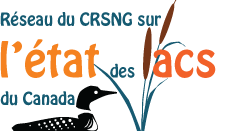 Réseau du CRSNG sur
l'état des lacs
du Canada